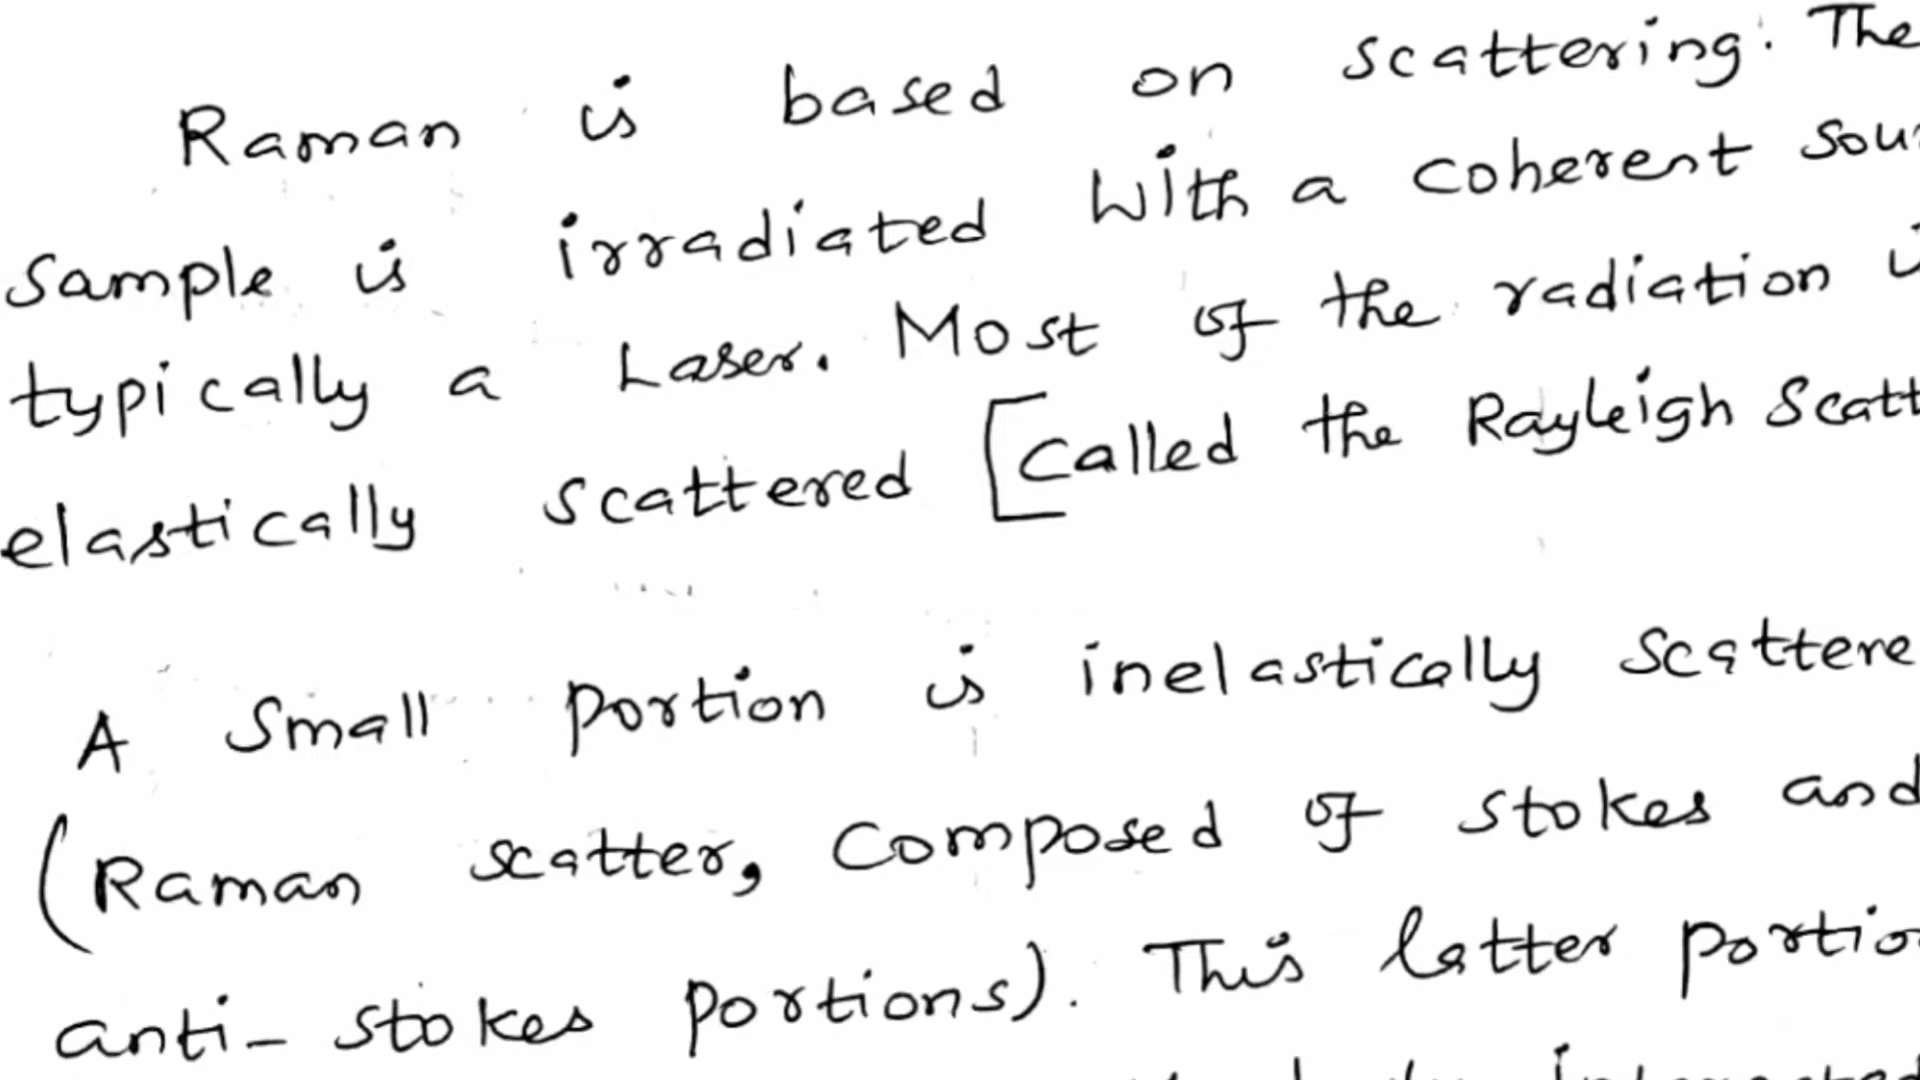 Raman is based on scattering. The
Sample is irradiated with a coherent
typically a Laser. Most of the radiation
elastically scattered [called the Rayleigh
A small portion is inelastically
(Raman scatter, composed of stokes and
anti-stokes portions). This latter